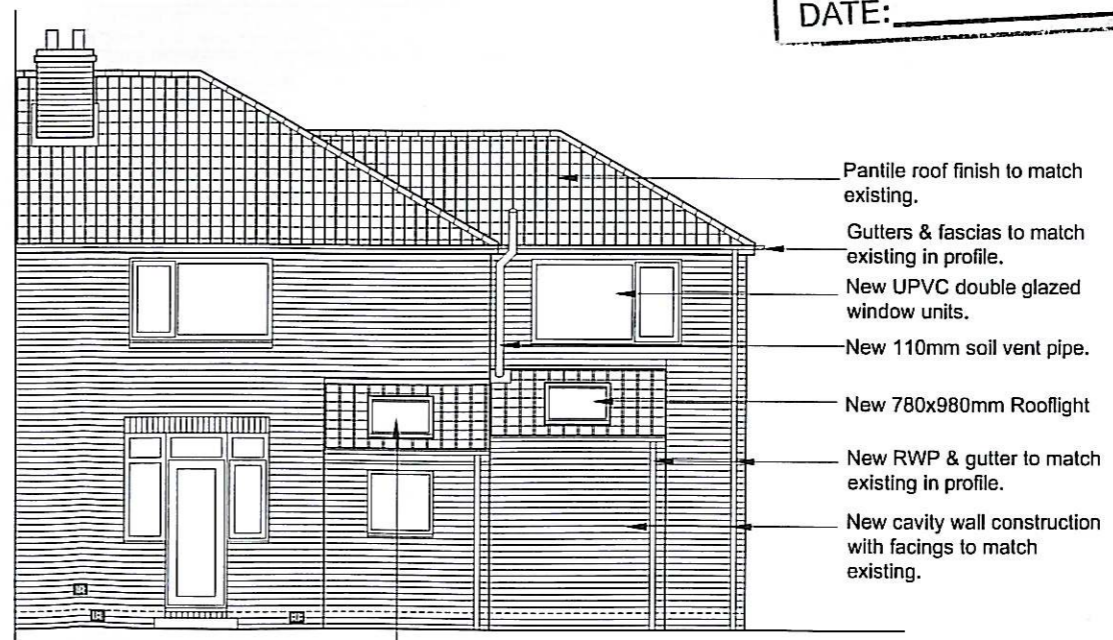 DATE:
Pantile roof finish to match
existing.
Gutters & fascias to match
existing in profile.
New UPVC double glazed
window units.
New 110mm soil vent pipe.
New 780x980mm Rooflight
New RWP & gutter to match
existing in profile.
New cavity wall construction
with facings to match
existing.